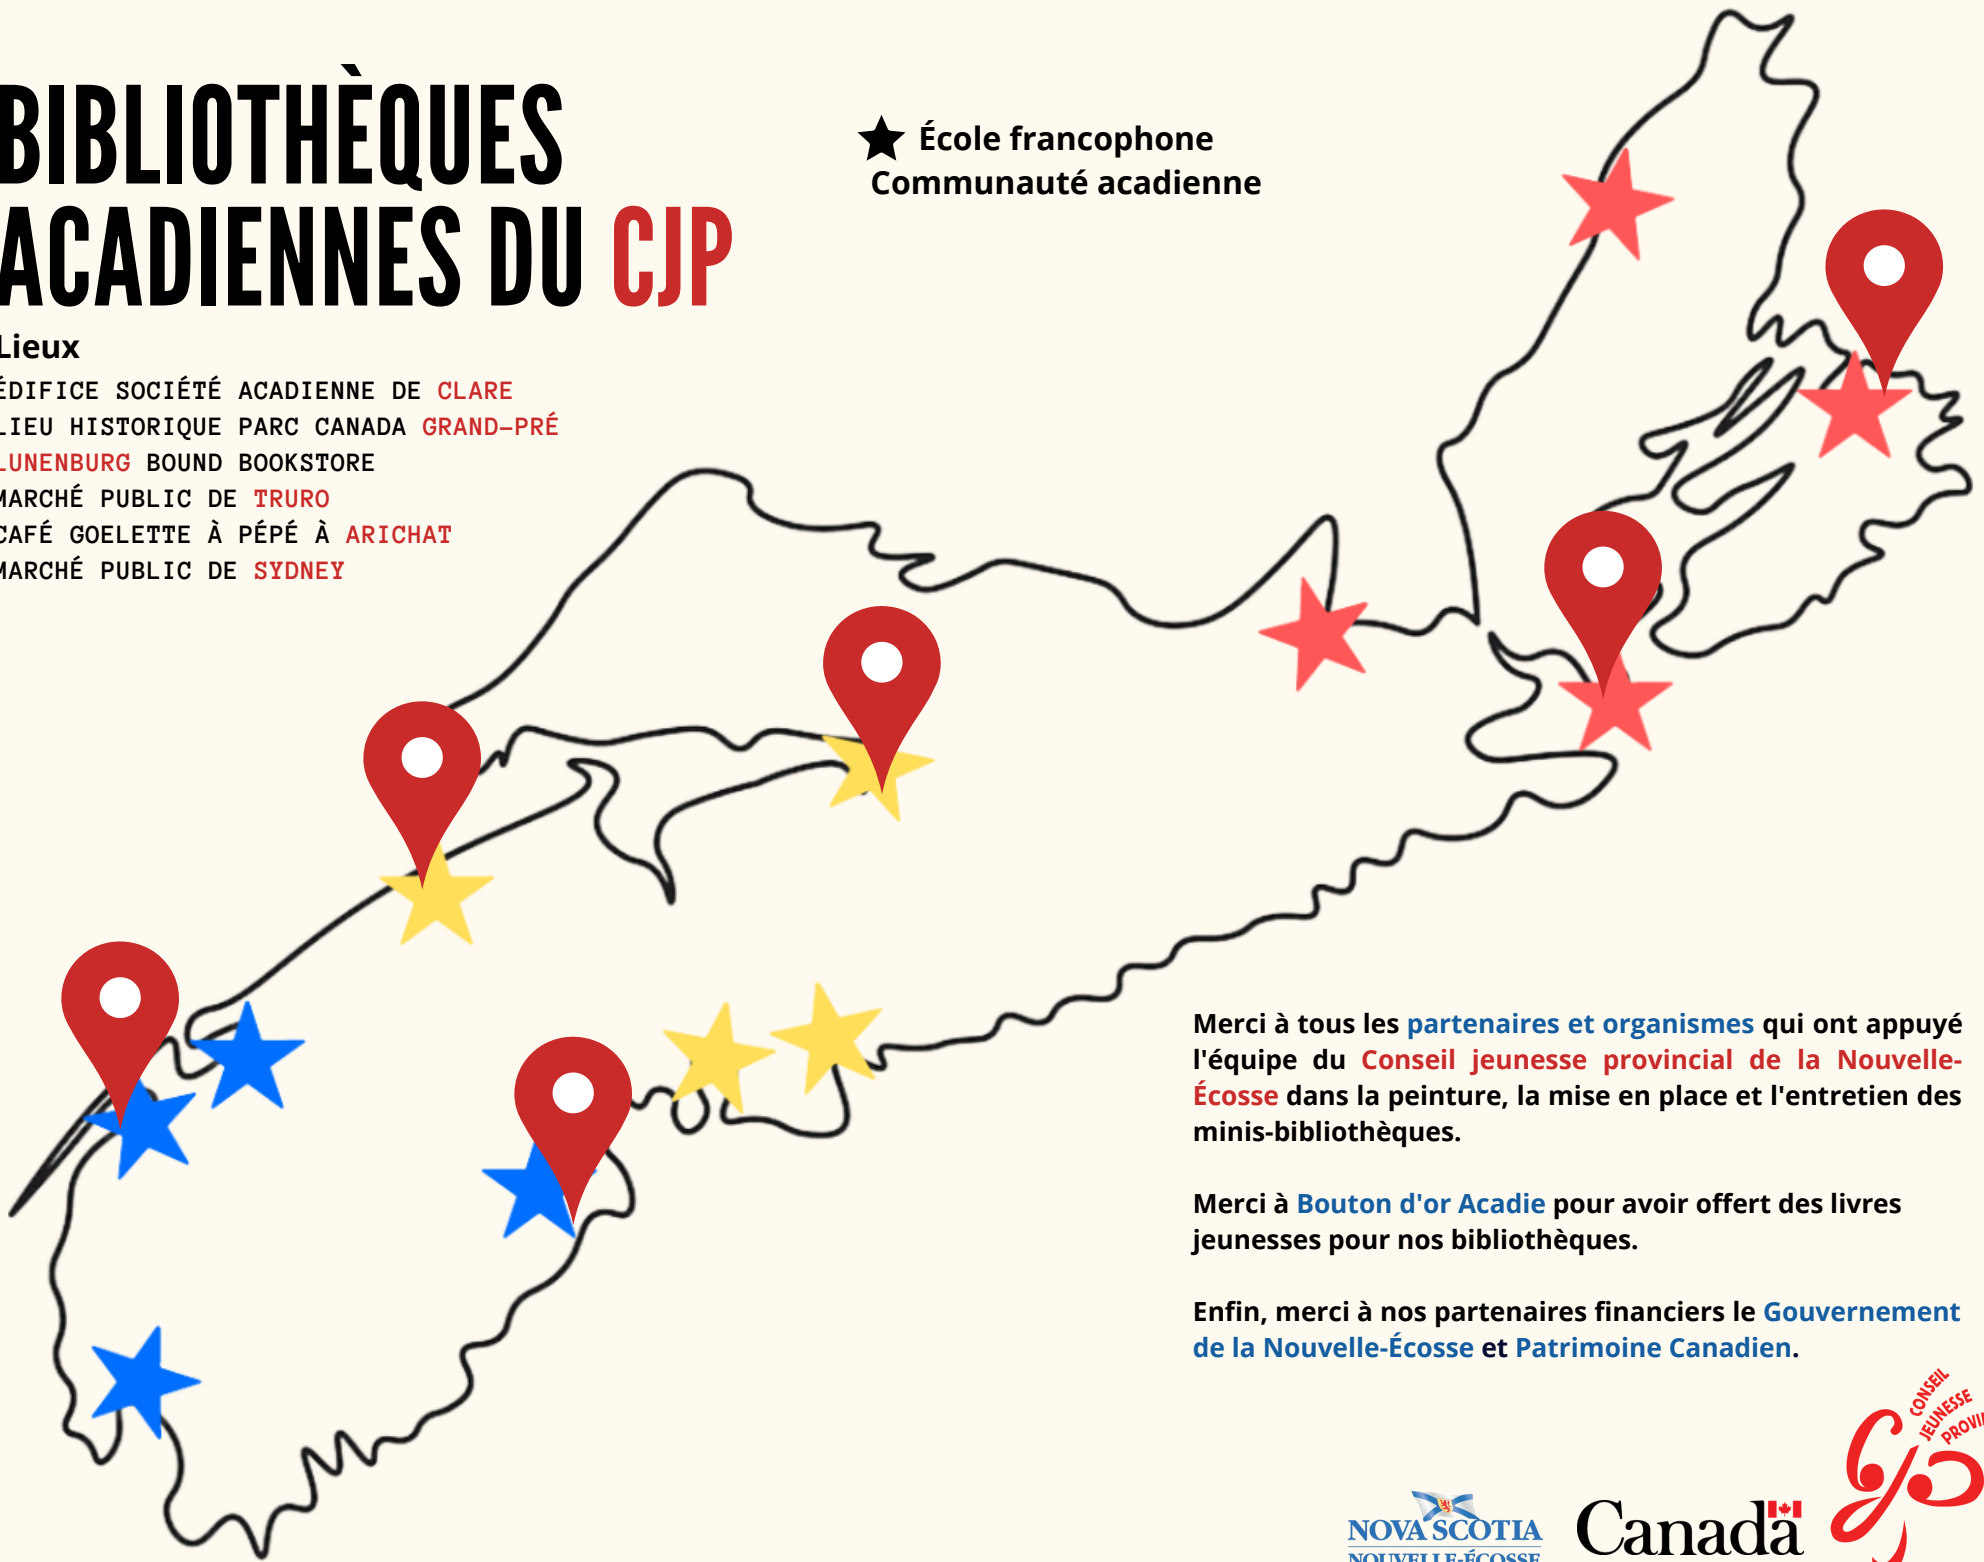 BIBLIOTHÈQUES
ACADIENNES DU CJP
Lieux
ÉDIFICE SOCIÉTÉ ACADIENNE DE CLARE
LIEU HISTORIQUE PARC CANADA GRAND-PRÉ
LUNENBURG BOUND BOOKSTORE
MARCHÉ PUBLIC DE TRURO
CAFÉ GOELETTE À PÉPÉ À ARICHAT
MARCHÉ PUBLIC DE SYDNEY
École francophone
Communauté acadienne
Merci à tous les partenaires et organismes qui ont appuyé
l'équipe du Conseil jeunesse provincial de la Nouvelle-
Écosse dans la peinture, la mise en place et l'entretien des
minis-bibliothèques.
Merci à Bouton d'or Acadie pour avoir offert des livres
jeunesses pour nos bibliothèques.
Enfin, merci à nos partenaires financiers le Gouvernement
de la Nouvelle-Écosse et Patrimoine Canadien.
CONSEIL
JEUNESSE
NOVA SCOTIA
NOUVELLE-ÉCOSSE
Canada